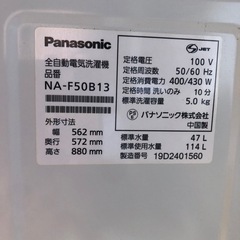 Panasonic
全自動電気洗濯機
品番
NA-F50B13
外形寸法
幅 562 mm
奥行 572 mm
高さ 880 mm
JET
定格電圧 100 V
定格周波数 50/60 Hz
定格消費電力 400/430 W
定格時間 洗いのみ 10分
標準洗濯容量 5.0 kg
パナソニック株式会社
中国製
標準水量 47 L
標準使用水量 114 L
製造番号 19D2401560